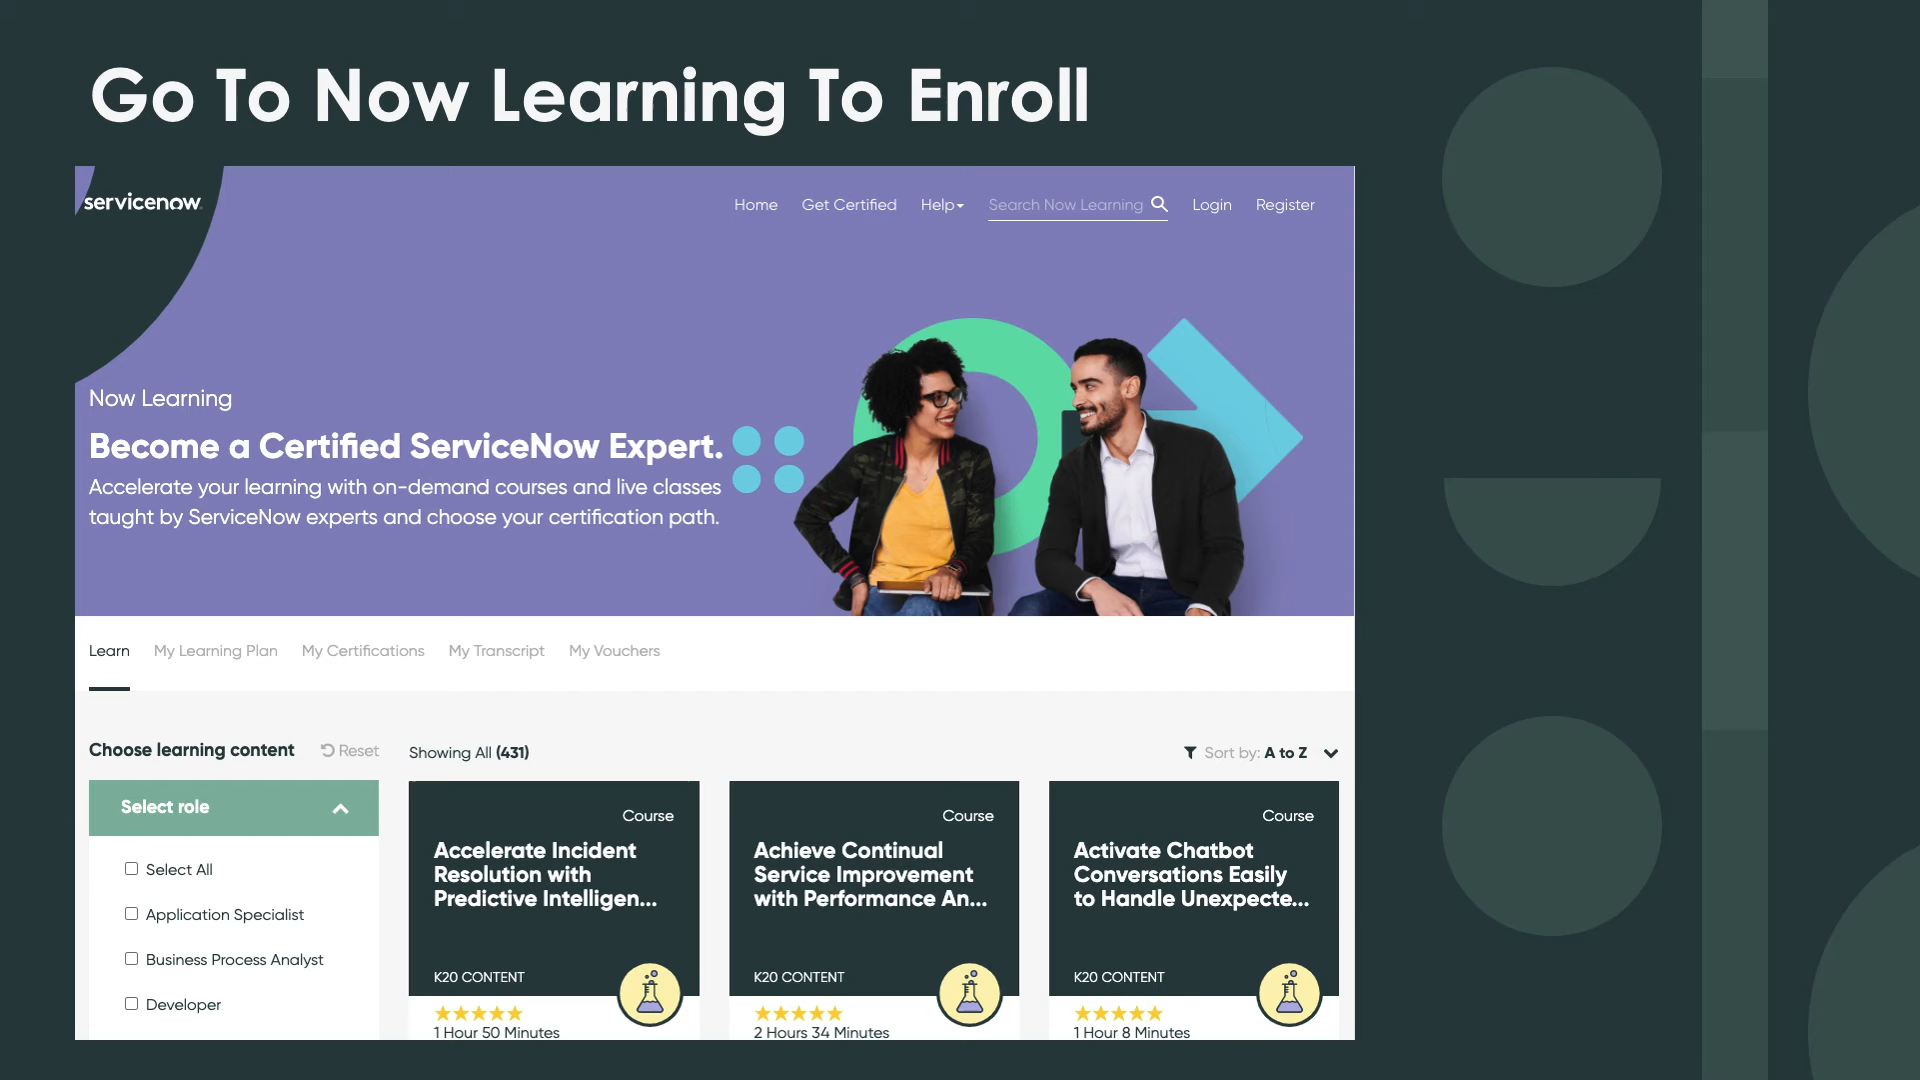 Go To Now Learning To Enroll
servicenow
Home Get Certified Help Search Now Learning Login Register
Now Learning
Become a Certified ServiceNow Expert.
Accelerate your learning with on-demand courses and live classes
taught by ServiceNow experts and choose your certification path.
Learn My Learning Plan My Certifications My Transcript My Vouchers
Choose learning content Reset
Showing All (431)
Sort by: A to Z
Select role
Select All
Application Specialist
Business Process Analyst
Developer
Course
Accelerate Incident
Resolution with
Predictive Intelligen...
K20 CONTENT
1 Hour 50 Minutes
Course
Achieve Continual
Service Improvement
with Performance An...
K20 CONTENT
2 Hours 34 Minutes
Course
Activate Chatbot
Conversations Easily
to Handle Unexpecte...
K20 CONTENT
1 Hour 8 Minutes